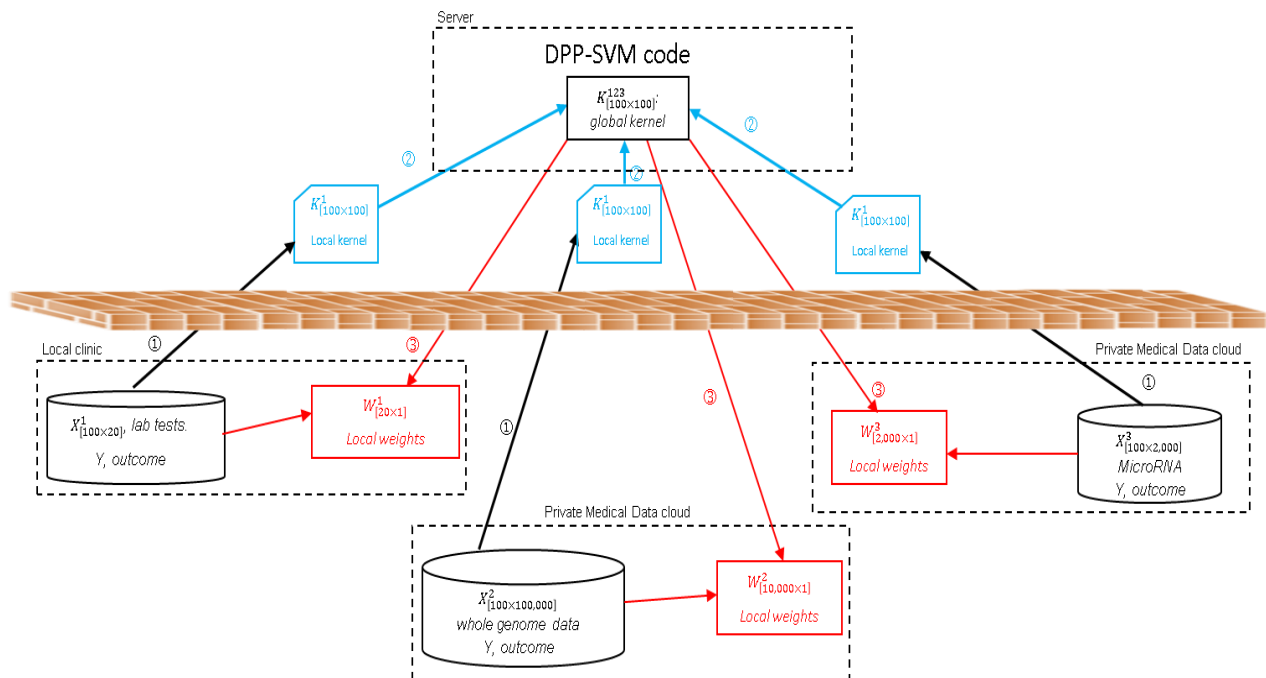 Server
DPP-SVM code
K^{123}_{[100×100]};
global kernel
②
②
②
K^1_{[100×100]}
Local kernel
K^1_{[100×100]}
Local kernel
K^1_{[100×100]}
Local kernel
①
③
Local clinic
X^1_{[100×20]}, lab tests.
Y, outcome
W^1_{[20×1]}
Local weights
①
③
③
Private Medical Data cloud
①
W^3_{[2,000×1]}
Local weights
X^3_{[100×2,000]}
MicroRNA
Y, outcome
Private Medical Data cloud
X^2_{[100×100,000]}
whole genome data
Y, outcome
W^2_{[10,000×1]}
Local weights